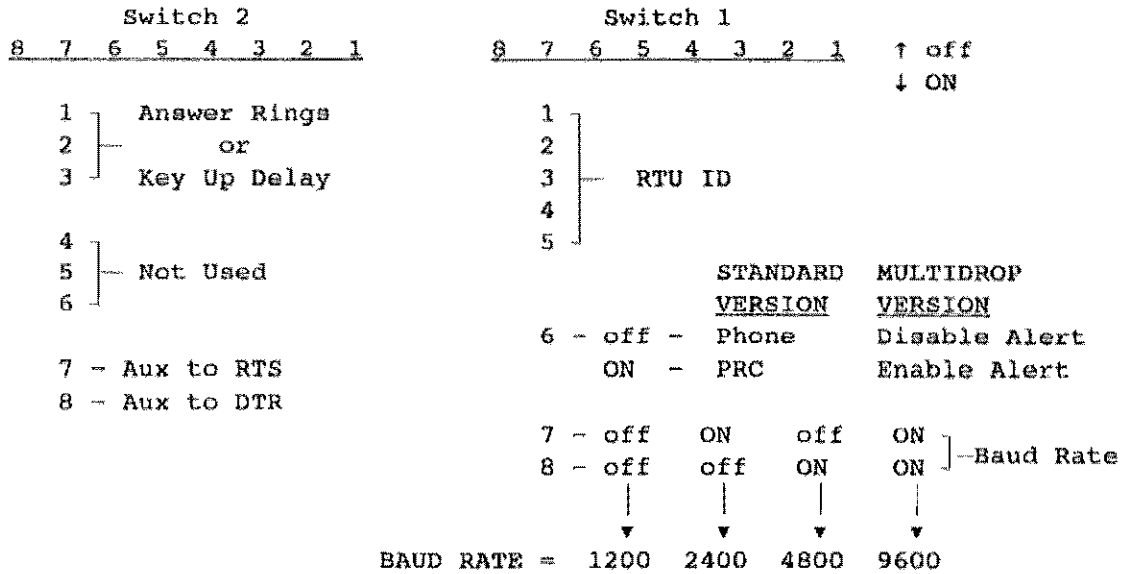 Switch 2
8 7 6 5 4 3 2 1
1 Answer Rings
2 or
3 Key Up Delay
4
5 Not Used
6
7 - Aux to RTS
8 - Aux to DTR
Switch 1
8 7 6 5 4 3 2 1
↑ off
↓ ON
1
2
3 RTU ID
4
5
STANDARD MULTIDROP
VERSION VERSION
6 - off - Phone Disable Alert
ON - PRC Enable Alert
7 - off ON off ON
8 - off off ON ON
Baud Rate
BAUD RATE = 1200 2400 4800 9600